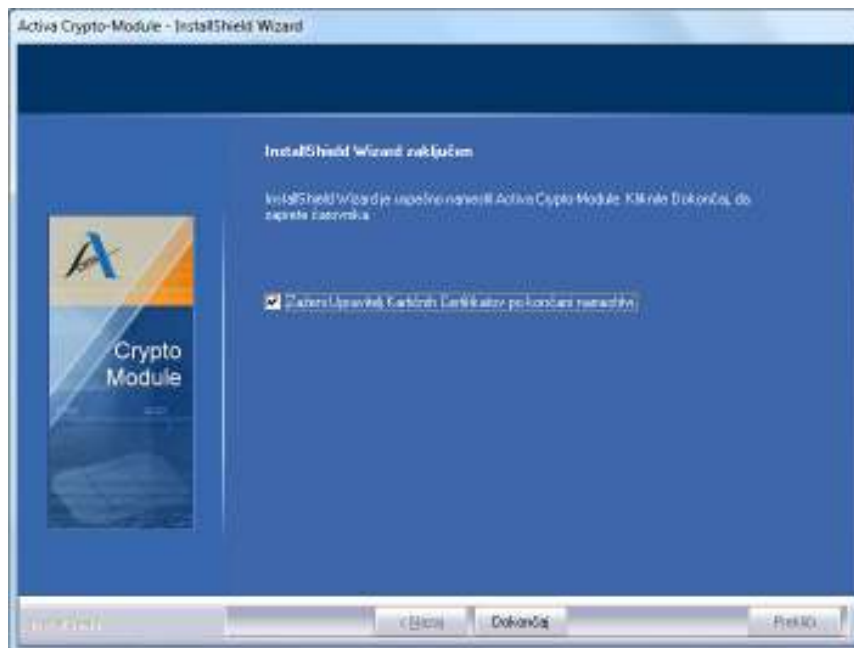 Activa Crypto-Module - InstallShield Wizard
InstallShield Wizard zaključen
InstallShield Wizard je uspešno namestil Activa Crypto Module. Kliknite Dokončaj, da
zaprete čarovnika.
Zaženi Upravitelj Kartičnih Certifikatov po končani namestitvi
Crypto
Module
InstallShield
< Nazaj
Dokončaj
Prekliči